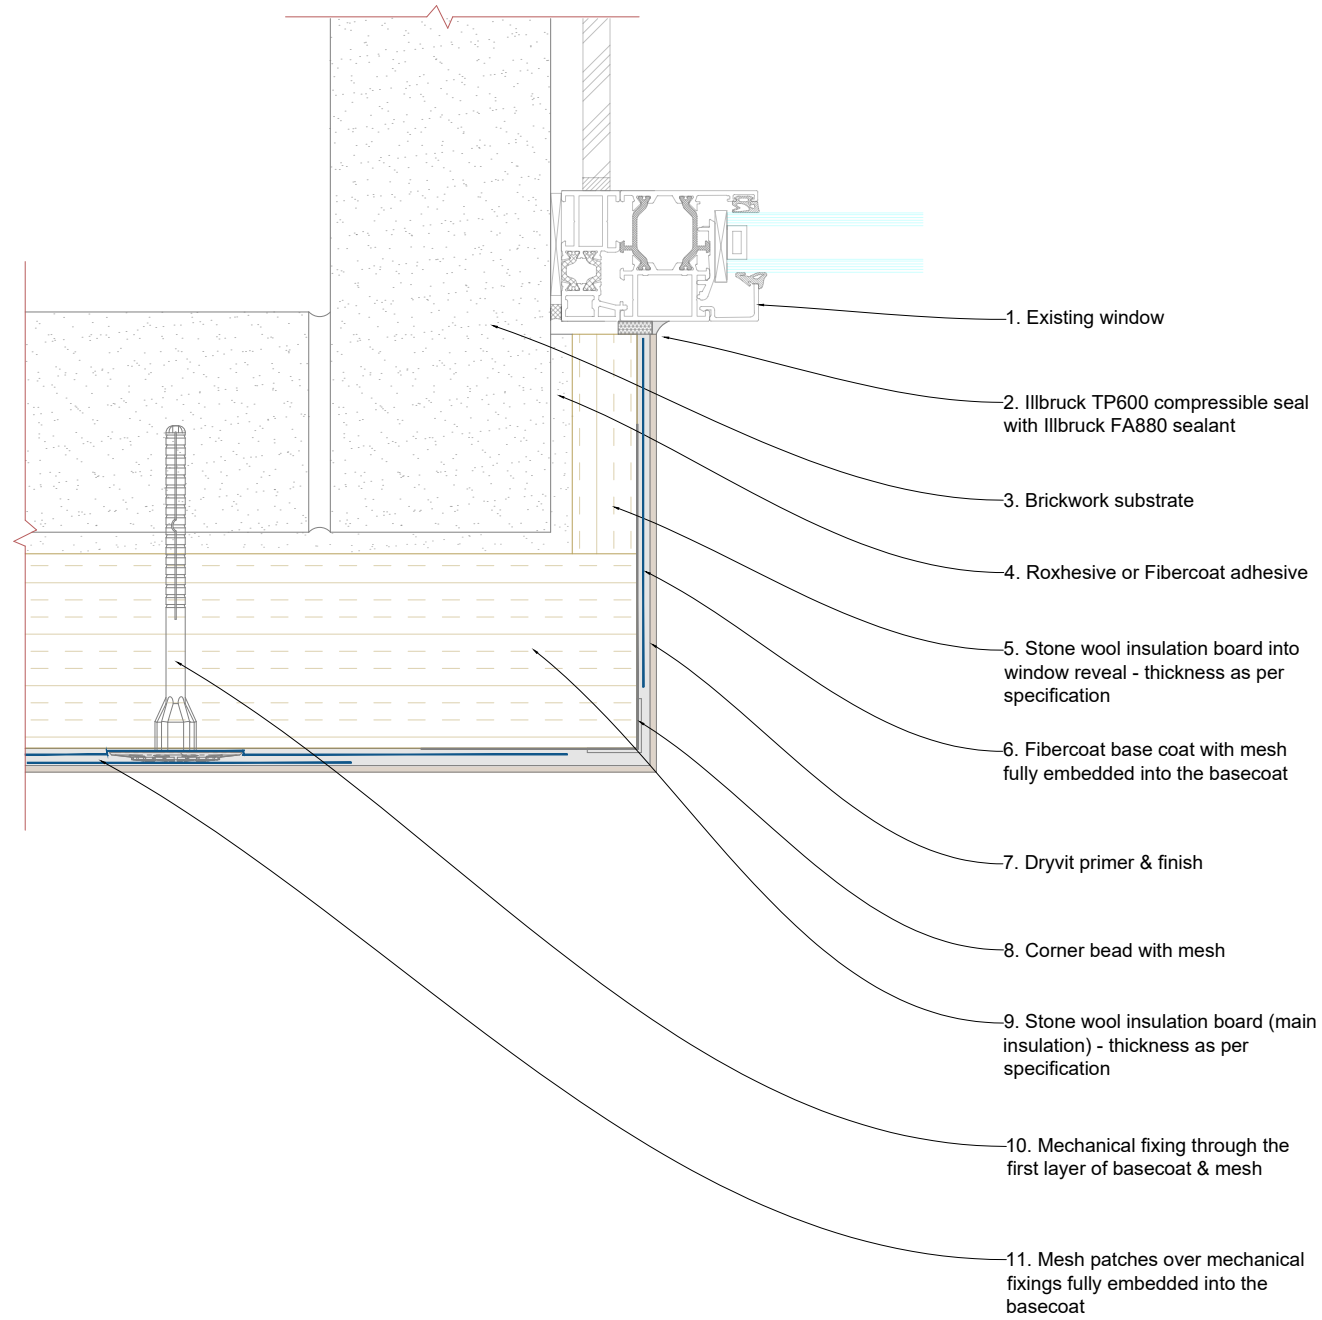 1. Existing window
2. Illbruck TP600 compressible seal
with Illbruck FA880 sealant
3. Brickwork substrate
4. Roxhesive or Fibercoat adhesive
5. Stone wool insulation board into
window reveal - thickness as per
specification
6. Fibercoat base coat with mesh
fully embedded into the basecoat
7. Dryvit primer & finish
8. Corner bead with mesh
9. Stone wool insulation board (main
insulation) - thickness as per
specification
10. Mechanical fixing through the
first layer of basecoat & mesh
11. Mesh patches over mechanical
fixings fully embedded into the
basecoat